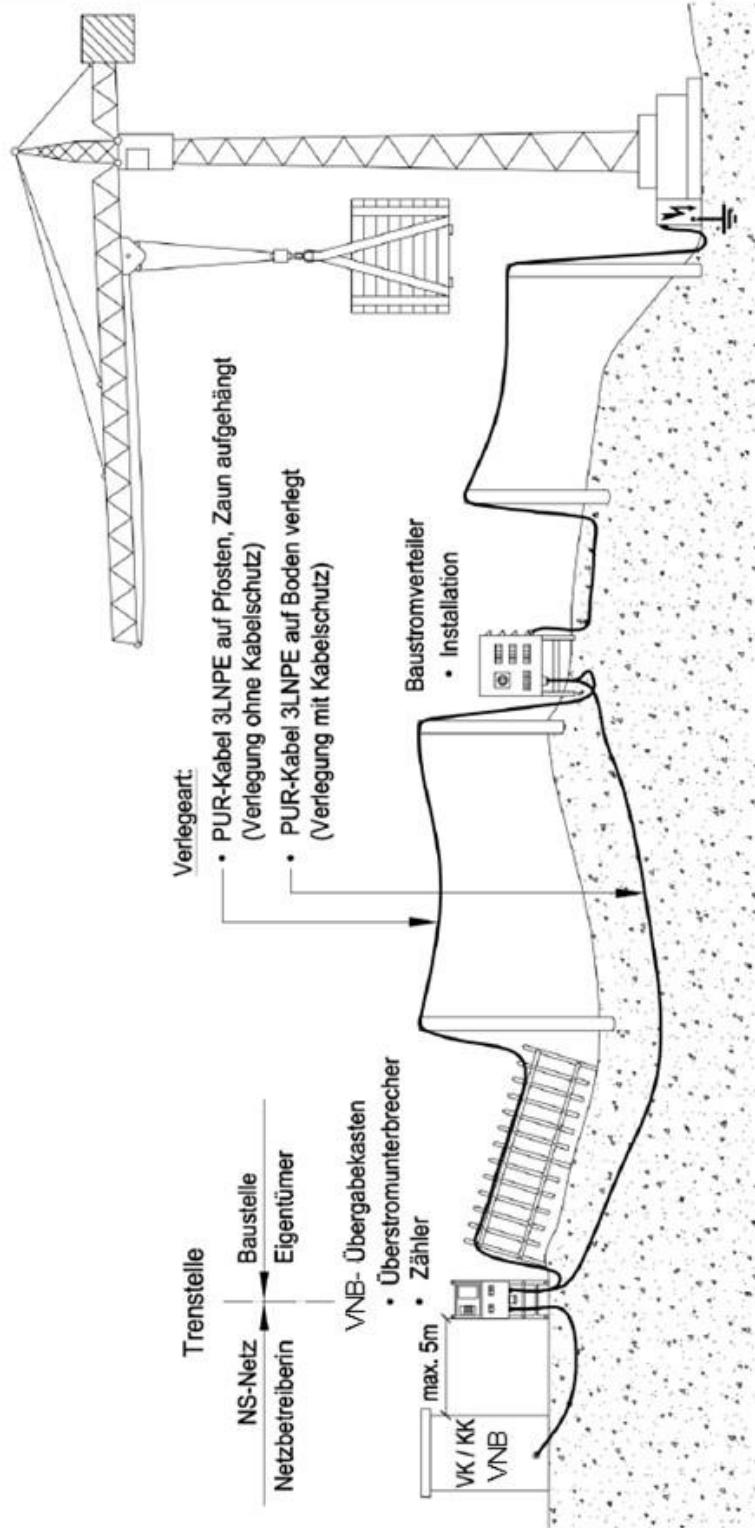 Trenstelle
NS-Netz
Baustelle
Netzbetreiberin
Eigentümer
VNB- Übergabekasten
• Überstromunterbrecher
• Zähler
max. 5m
VK / KK
VNB
Verlegeart:
• PUR-Kabel 3LNPE auf Pfosten, Zaun aufgehängt
(Verlegung ohne Kabelschutz)
• PUR-Kabel 3LNPE auf Boden verlegt
(Verlegung mit Kabelschutz)
Baustromverteiler
• Installation